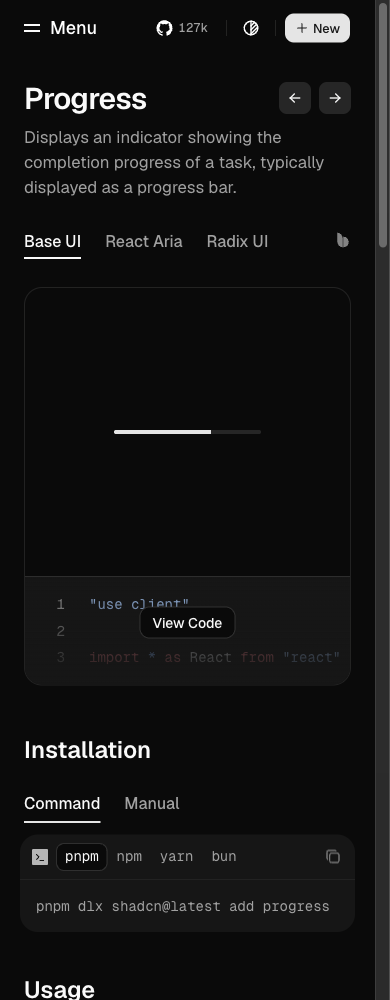 Menu 127k + New
Progress
Displays an indicator showing the
completion progress of a task, typically
displayed as a progress bar.
Base UI React Aria Radix UI
1 "use client"
2
View Code
3 import * as React from "react"
Installation
Command Manual
pnpm npm yarn bun
pnpm dlx shadcn@latest add progress
Usage